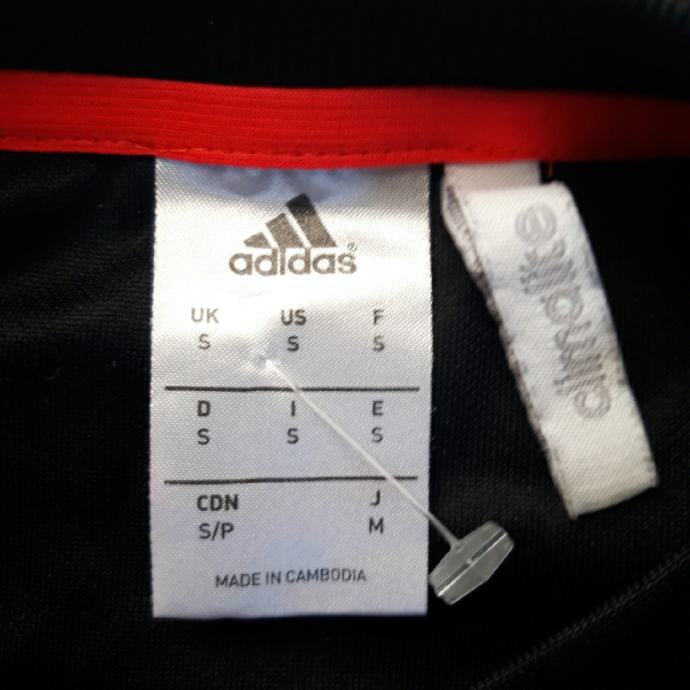 adidas®
UK US F
S S S
D I E
S S S
CDN J
S/P M
MADE IN CAMBODIA
climalite